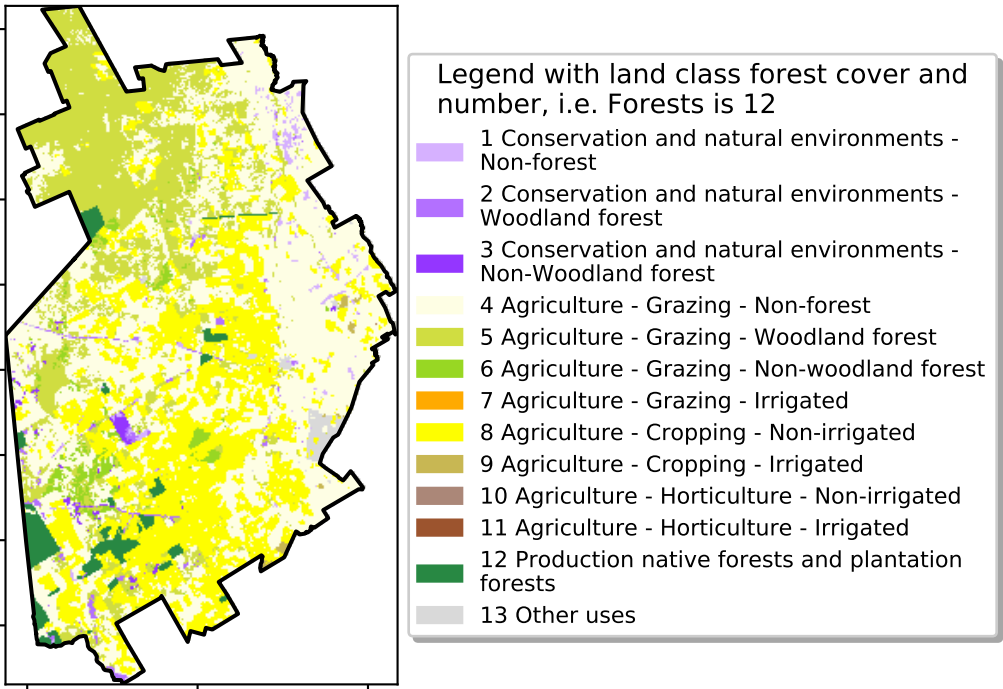 Legend with land class forest cover and
number, i.e. Forests is 12
1 Conservation and natural environments -
Non-forest
2 Conservation and natural environments -
Woodland forest
3 Conservation and natural environments -
Non-Woodland forest
4 Agriculture - Grazing - Non-forest
5 Agriculture - Grazing - Woodland forest
6 Agriculture - Grazing - Non-woodland forest
7 Agriculture - Grazing - Irrigated
8 Agriculture - Cropping - Non-irrigated
9 Agriculture - Cropping - Irrigated
10 Agriculture - Horticulture - Non-irrigated
11 Agriculture - Horticulture - Irrigated
12 Production native forests and plantation
forests
13 Other uses